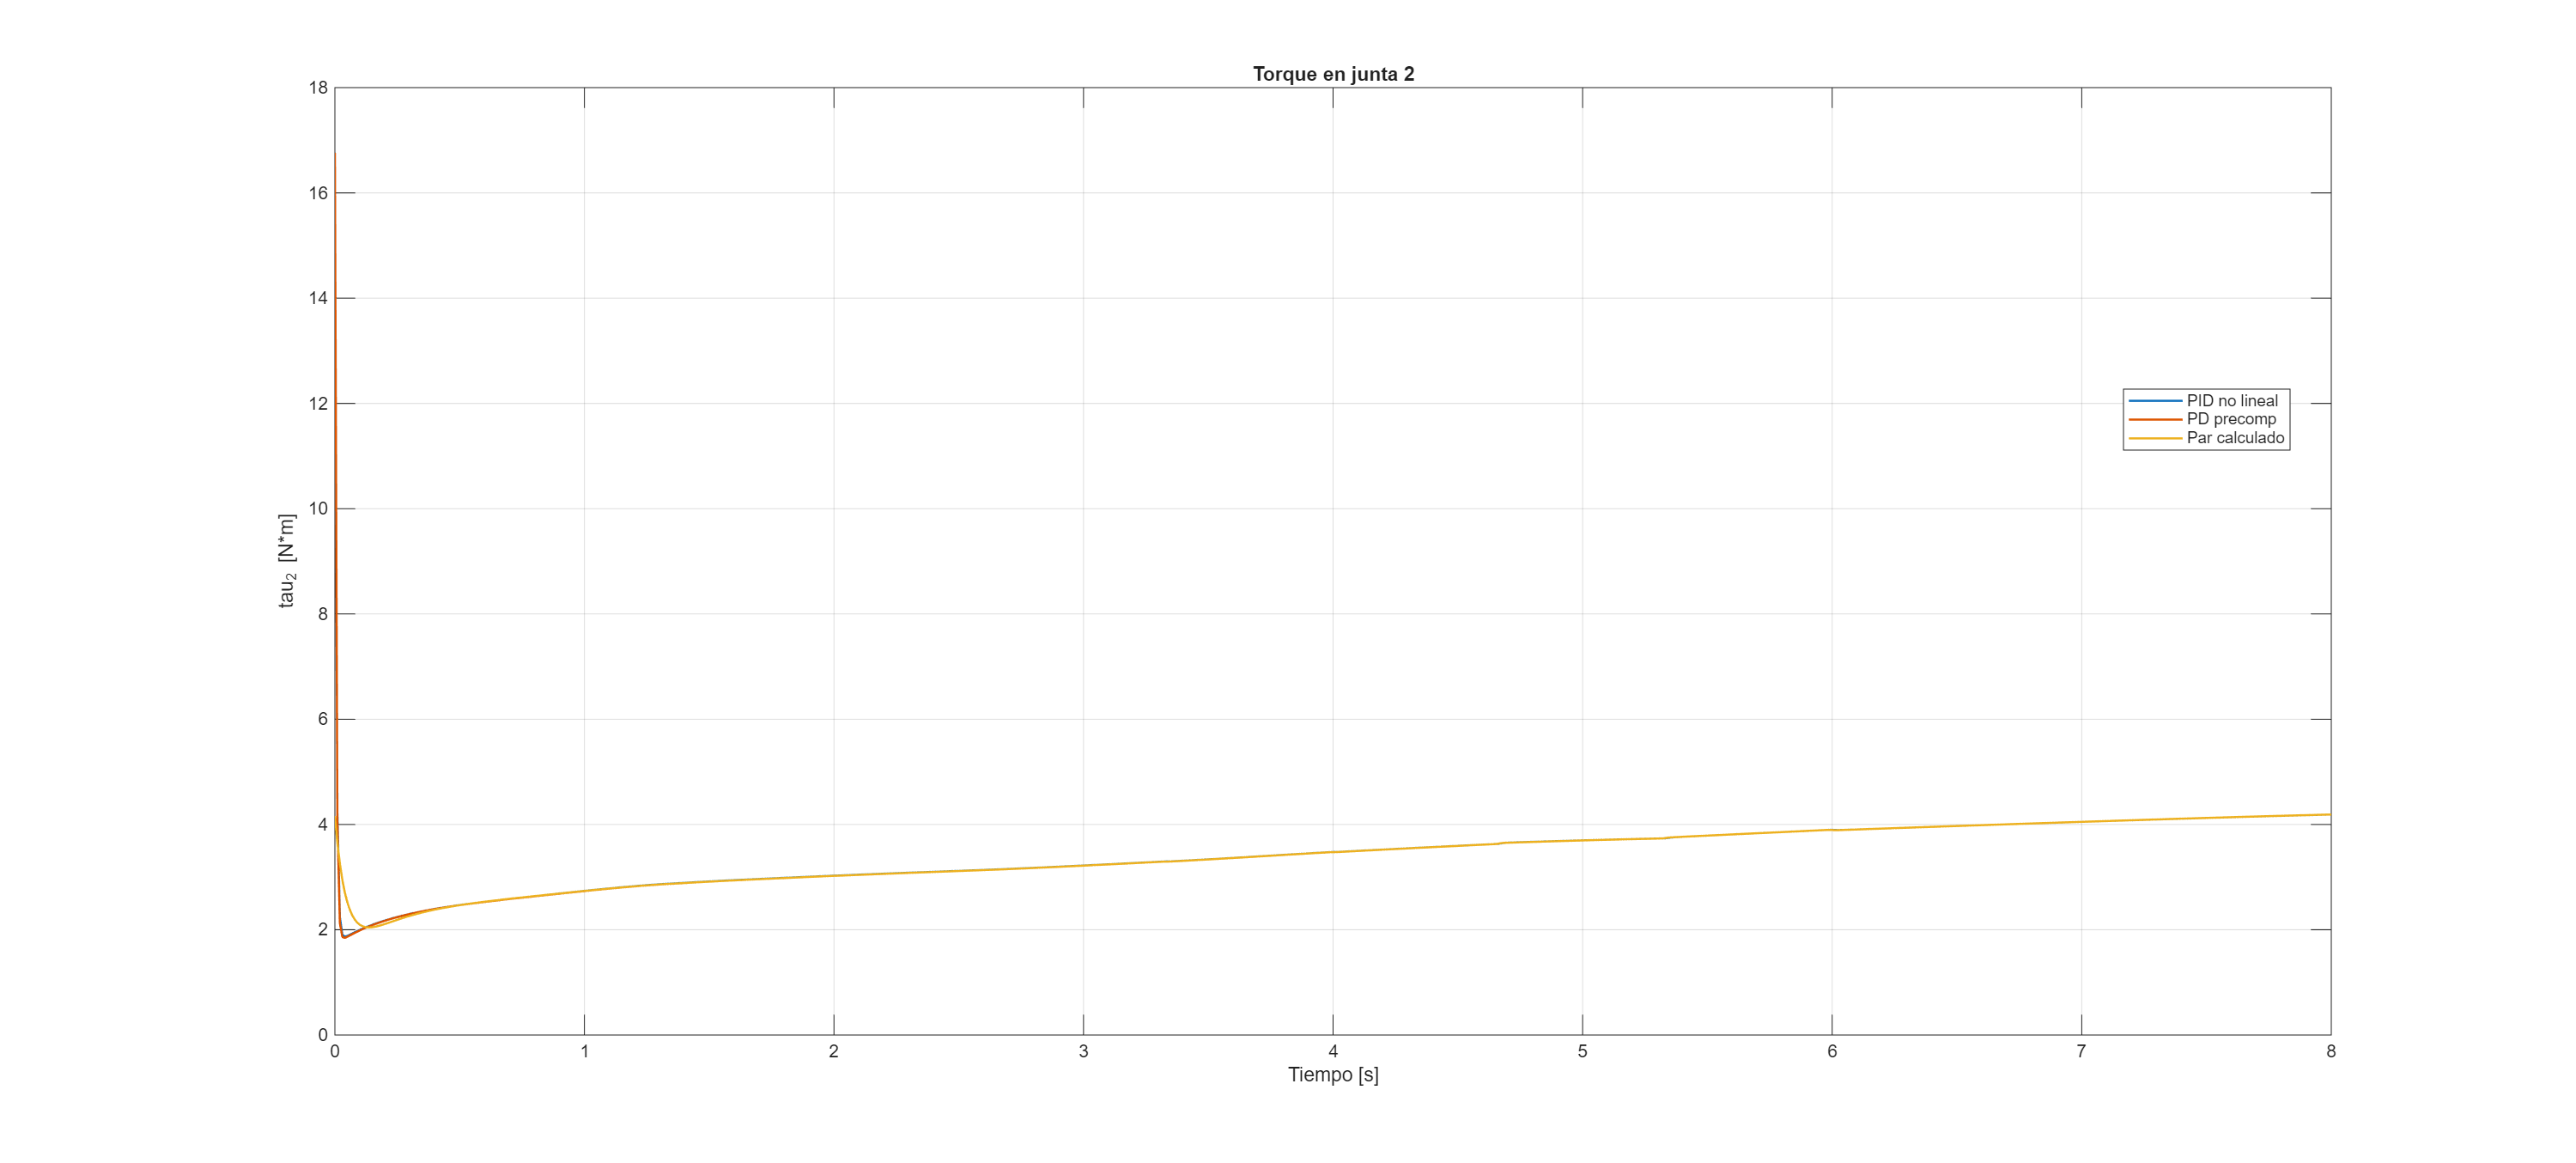 Torque en junta 2
18
16
14
12
10
8
6
4
2
0
tau2 [N*m]
PID no lineal
PD precomp
Par calculado
0 1 2 3 4 5 6 7 8
Tiempo [s]